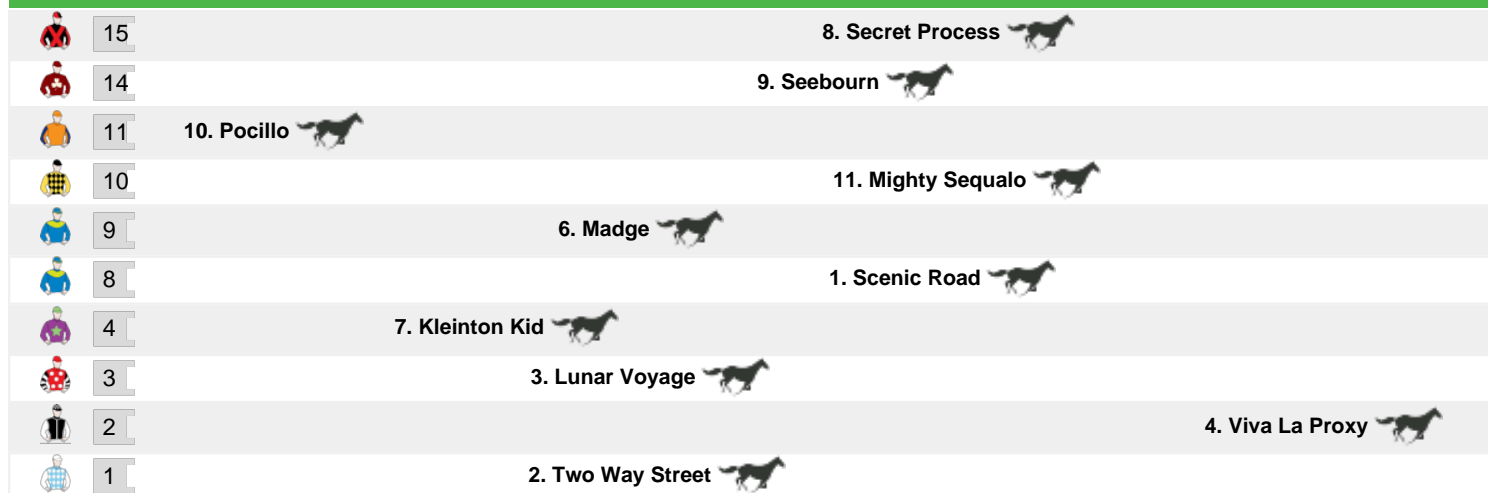 15 8. Secret Process
14 9. Seebourn
11 10. Pocillo
10 11. Mighty Sequalo
9 6. Madge
8 1. Scenic Road
4 7. Kleinton Kid
3 3. Lunar Voyage
2 4. Viva La Proxy
1 2. Two Way Street